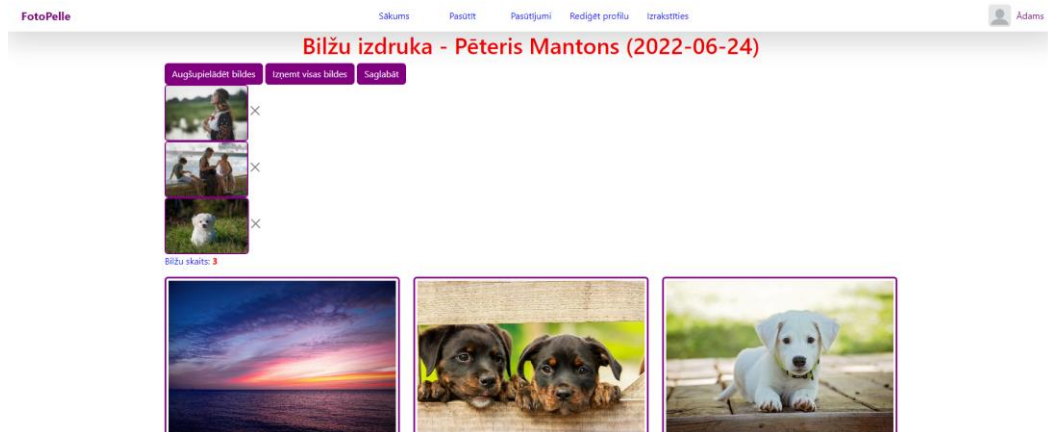 FotoPelle Sākums Pasūtīt Pasūtījumi Rediģēt profilu Izrakstīties Ādams
Bilžu izdruka - Pēteris Mantons (2022-06-24)
Augšupielādēt bildes Izņemt visas bildes Saglabāt
Bilžu skaits: 3